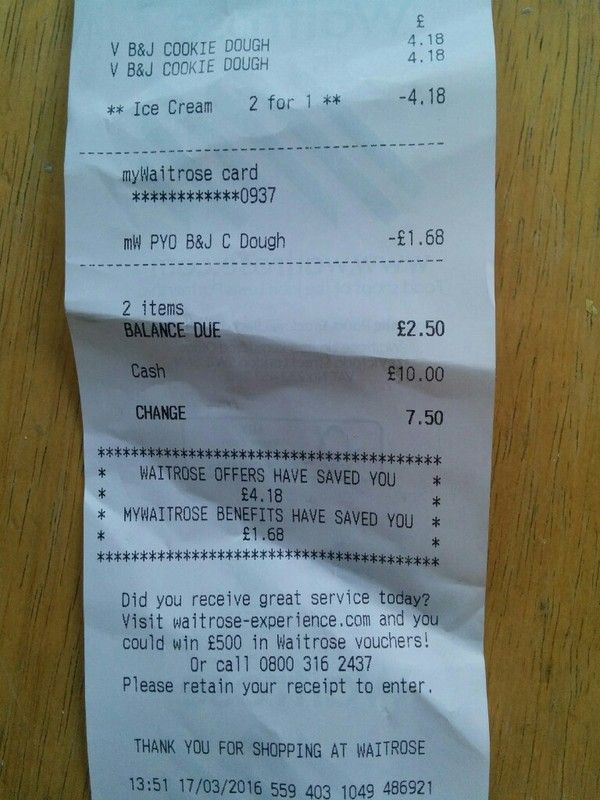 £
V B&J COOKIE DOUGH 4.18
V B&J COOKIE DOUGH 4.18
** Ice Cream 2 for 1 ** -4.18
myWaitrose card
************0937
mW PYO B&J C Dough -£1.68
2 items
BALANCE DUE £2.50
Cash £10.00
CHANGE 7.50
****************************************
* WAITROSE OFFERS HAVE SAVED YOU *
* £4.18 *
* MYWAITROSE BENEFITS HAVE SAVED YOU *
* £1.68 *
****************************************
Did you receive great service today?
Visit waitrose-experience.com and you
could win £500 in Waitrose vouchers!
Or call 0800 316 2437
Please retain your receipt to enter.
THANK YOU FOR SHOPPING AT WAITROSE
13:51 17/03/2016 559 403 1049 486921